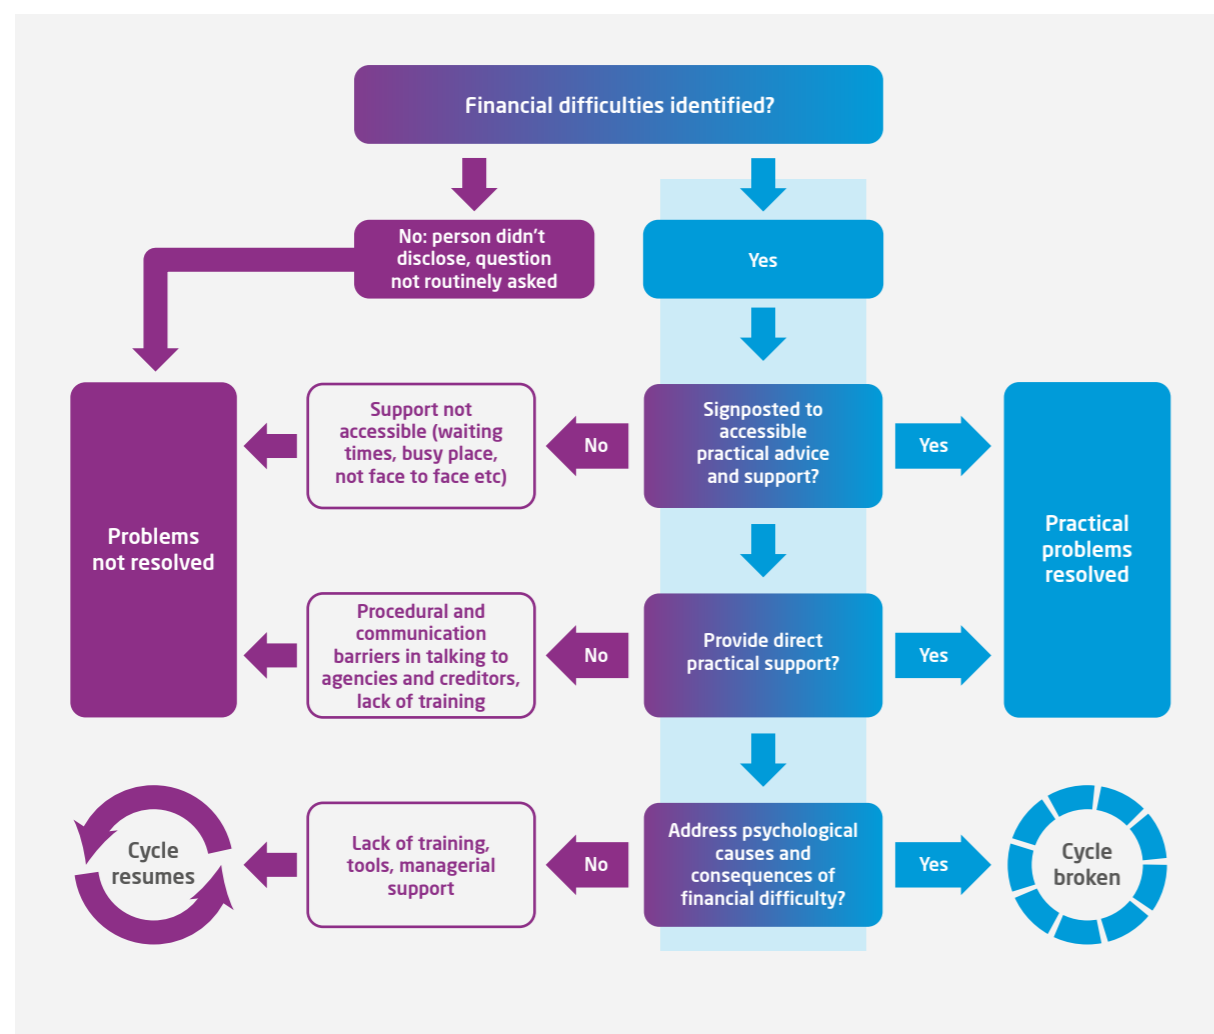 Financial difficulties identified?
No: person didn't
disclose, question
not routinely asked
Yes
Problems
not resolved
Support not
accessible (waiting
times, busy place,
not face to face etc)
No
Signposted to
accessible
practical advice
and support?
Yes
Practical
problems
resolved
Procedural and
communication
barriers in talking to
agencies and creditors,
lack of training
No
Provide direct
practical support?
Yes
Cycle
resumes
Lack of training,
tools, managerial
support
No
Address psychological
causes and
consequences of
financial difficulty?
Yes
Cycle
broken